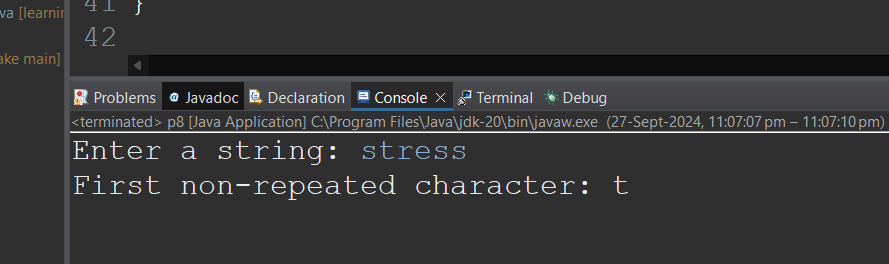 41 }
va [learnin
42
ake main]
Problems @ Javadoc Declaration Console Terminal Debug
<terminated> p8 [Java Application] C:\Program Files\Java\jdk-20\bin\javaw.exe (27-Sept-2024, 11:07:07 pm – 11:07:10 pm)
Enter a string: stress
First non-repeated character: t